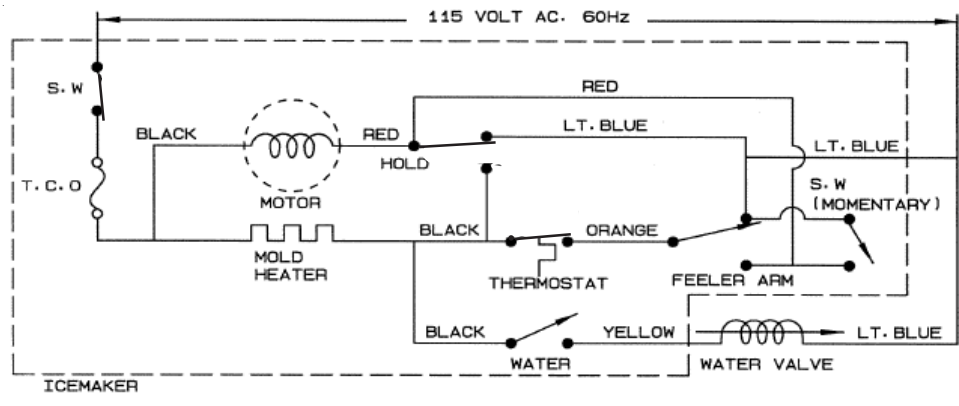 115 VOLT AC. 60Hz
S.W
RED
BLACK
RED
LT. BLUE
LT. BLUE
HOLD
T.C.O
S.W
(MOMENTARY)
MOTOR
BLACK
ORANGE
MOLD
HEATER
THERMOSTAT
FEELER ARM
BLACK
YELLOW
LT. BLUE
WATER
WATER VALVE
ICEMAKER